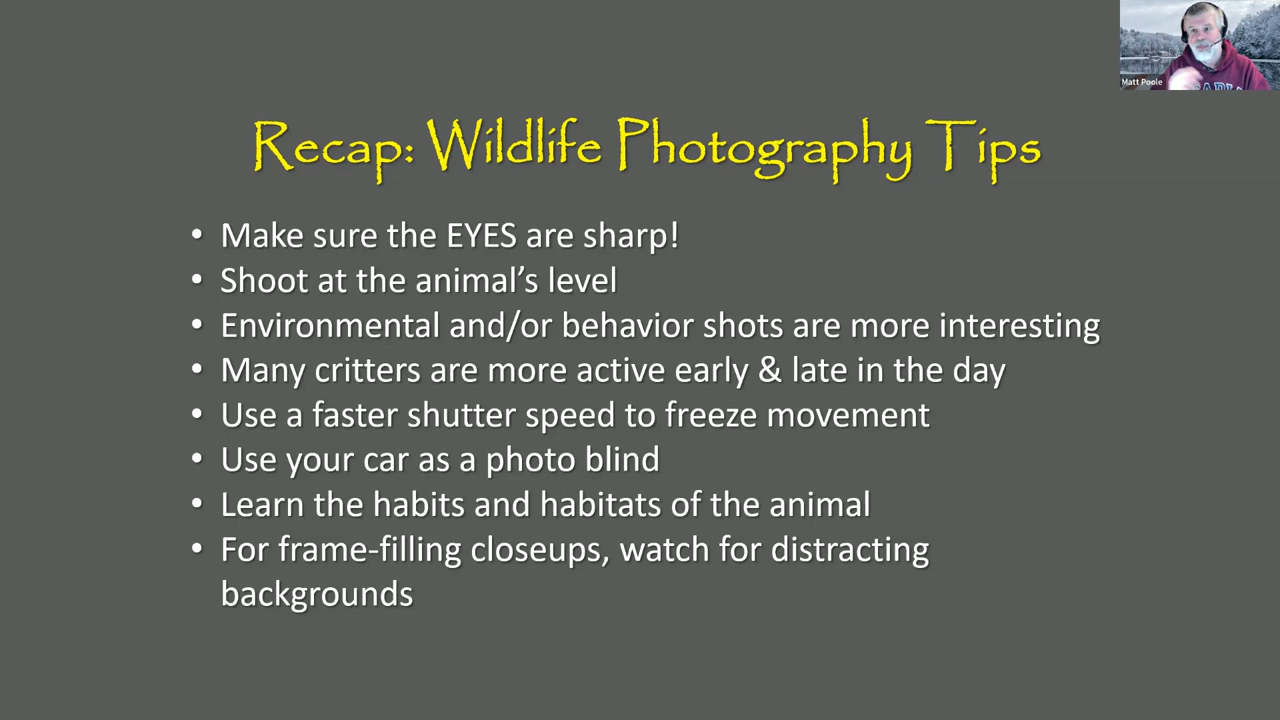 Matt Poole
Recap: Wildlife Photography Tips
• Make sure the EYES are sharp!
• Shoot at the animal’s level
• Environmental and/or behavior shots are more interesting
• Many critters are more active early & late in the day
• Use a faster shutter speed to freeze movement
• Use your car as a photo blind
• Learn the habits and habitats of the animal
• For frame-filling closeups, watch for distracting
backgrounds